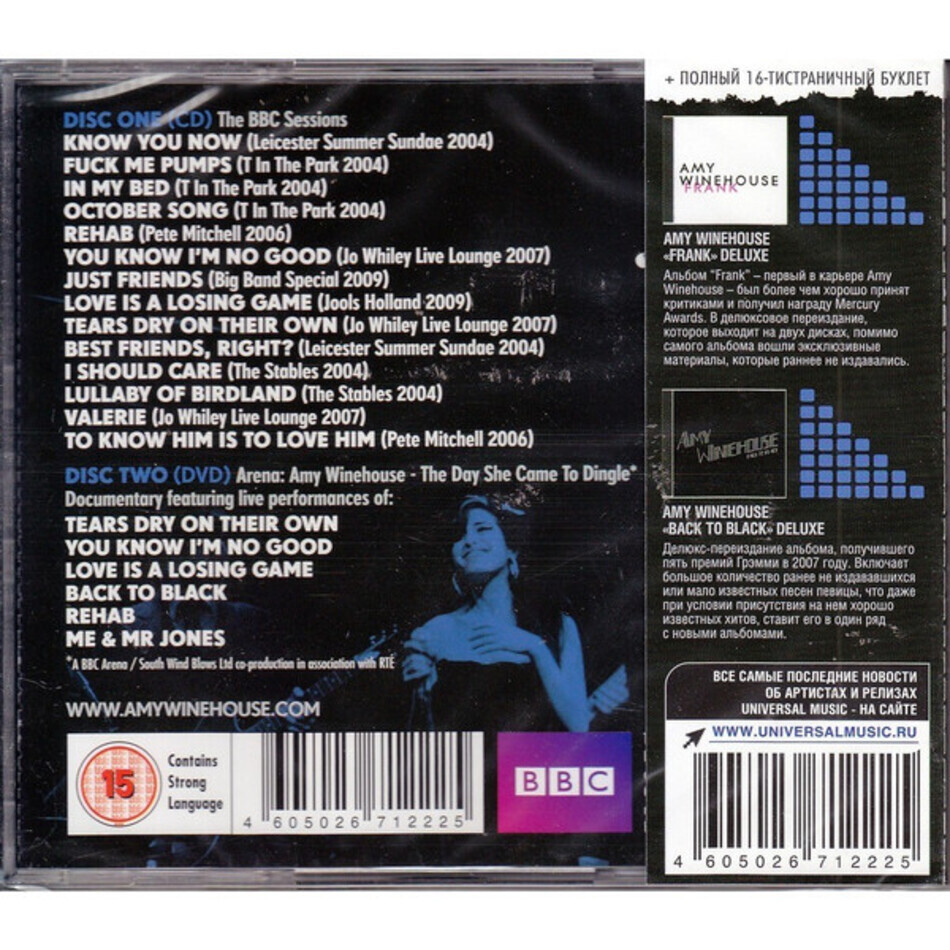 DISC ONE (CD) The BBC Sessions
KNOW YOU NOW (Leicester Summer Sundae 2004)
FUCK ME PUMPS (T In The Park 2004)
IN MY BED (T In The Park 2004)
OCTOBER SONG (T In The Park 2004)
REHAB (Pete Mitchell 2006)
YOU KNOW I'M NO GOOD (Jo Whiley Live Lounge 2007)
JUST FRIENDS (Big Band Special 2009)
LOVE IS A LOSING GAME (Jools Holland 2009)
TEARS DRY ON THEIR OWN (Jo Whiley Live Lounge 2007)
BEST FRIENDS, RIGHT? (Leicester Summer Sundae 2004)
I SHOULD CARE (The Stables 2004)
LULLABY OF BIRDLAND (The Stables 2004)
VALERIE (Jo Whiley Live Lounge 2007)
TO KNOW HIM IS TO LOVE HIM (Pete Mitchell 2006)
DISC TWO (DVD) Arena: Amy Winehouse - The Day She Came To Dingle*
Documentary featuring live performances of:
TEARS DRY ON THEIR OWN
YOU KNOW I'M NO GOOD
LOVE IS A LOSING GAME
BACK TO BLACK
REHAB
ME & MR JONES
*A BBC Arena / South Wind Blows Ltd co-production in association with RTÉ
WWW.AMYWINEHOUSE.COM
15
Contains
Strong
Language
4 605026 712225
BBC
+ ПОЛНЫЙ 16-ТИСТРАНИЧНЫЙ БУКЛЕТ
AMY
WINEHOUSE
FRANK
AMY WINEHOUSE
«FRANK» DELUXE
Альбом "Frank" – первый в карьере Amy
Winehouse – был более чем хорошо принят
критиками и получил награду Mercury
Awards. В делюксовое переиздание,
которое выходит на двух дисках, помимо
самого альбома вошли эксклюзивные
материалы, которые раннее не издавались.
AMY
WINEHOUSE
AMY WINEHOUSE
«BACK TO BLACK» DELUXE
Делюкс-переиздание альбома, получившего
пять премий Грэмми в 2007 году. Включает
большое количество ранее не издававшихся
или мало известных песен певицы, что даже
при условии присутствия на нем хорошо
известных хитов, ставит его в один ряд
с новыми альбомами.
ВСЕ САМЫЕ ПОСЛЕДНИЕ НОВОСТИ
ОБ АРТИСТАХ И РЕЛИЗАХ
UNIVERSAL MUSIC - НА САЙТЕ
WWW.UNIVERSALMUSIC.RU
4 605026 712225